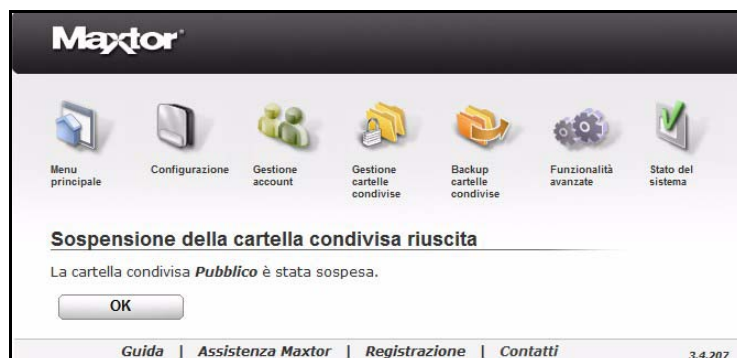 Maxtor
Menu
principale
Configurazione
Gestione
account
Gestione
cartelle
condivise
Backup
cartelle
condivise
Funzionalità
avanzate
Stato del
sistema
Sospensione della cartella condivisa riuscita
La cartella condivisa Pubblico è stata sospesa.
OK
Guida | Assistenza Maxtor | Registrazione | Contatti 3.4.207